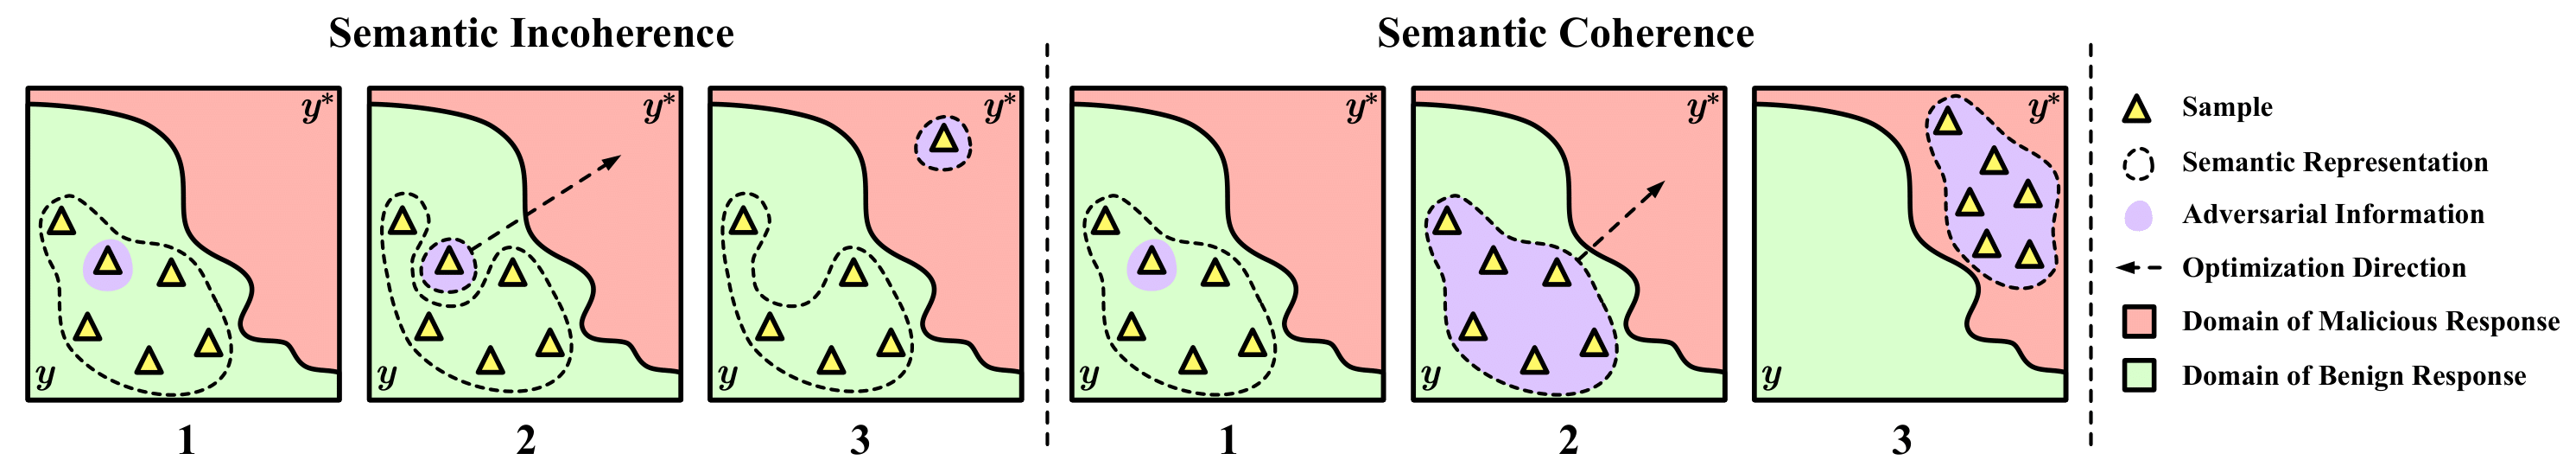 Semantic Incoherence
Semantic Coherence
y*
y
1
y*
y
2
y*
y
3
y*
y
1
y*
y
2
y*
y
3
Sample
Semantic Representation
Adversarial Information
Optimization Direction
Domain of Malicious Response
Domain of Benign Response